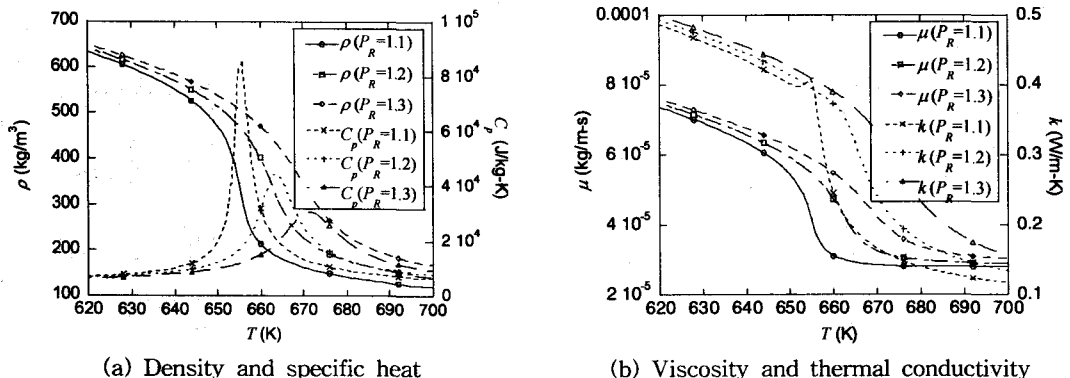 700
600
500
400
300
200
100
ρ (kg/m³)
620 630 640 650 660 670 680 690 700
T (K)
1 10⁵
8 10⁴
6 10⁴
4 10⁴
2 10⁴
0
C_p (J/kg-K)
ρ (P_R=1.1)
ρ (P_R=1.2)
ρ (P_R=1.3)
C_p (P_R=1.1)
C_p (P_R=1.2)
C_p (P_R=1.3)
(a) Density and specific heat
0.0001
8 10⁻⁵
6 10⁻⁵
4 10⁻⁵
2 10⁻⁵
μ (kg/m-s)
620 630 640 650 660 670 680 690 700
T (K)
0.5
0.4
0.3
0.2
0.1
k (W/m-K)
μ (P_R=1.1)
μ (P_R=1.2)
μ (P_R=1.3)
k (P_R=1.1)
k (P_R=1.2)
k (P_R=1.3)
(b) Viscosity and thermal conductivity